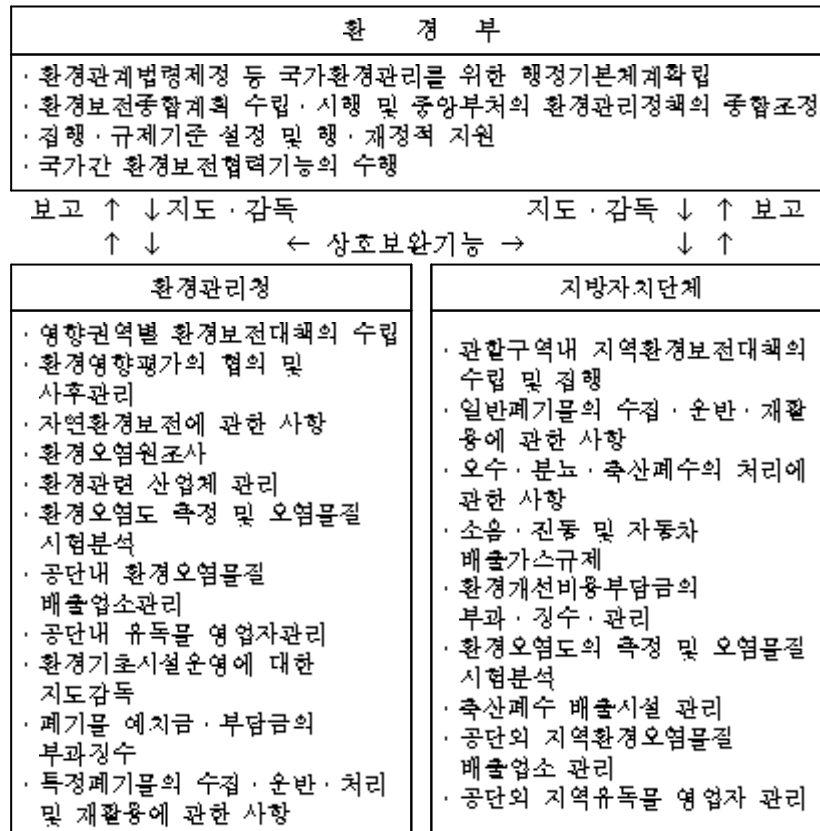 환 경 부
· 환경관계법령제정 등 국가환경관리를 위한 행정기본체계확립
· 환경보전종합계획 수립 · 시행 및 중앙부처의 환경관리정책의 종합조정
· 집행 · 규제기준 설정 및 행 · 재정적 지원
· 국가간 환경보전협력기능의 수행
보고 ↑ ↓지도 · 감독 지도 · 감독 ↓ ↑ 보고
↑ ↓ ← 상호보완기능 → ↓ ↑
환경관리청
· 영향권역별 환경보전대책의 수립
· 환경영향평가의 협의 및
사후관리
· 자연환경보전에 관한 사항
· 환경오염원조사
· 환경관련 산업체 관리
· 환경오염도 측정 및 오염물질
시험분석
· 공단내 환경오염물질
배출업소관리
· 공단내 유독물 영업자관리
· 환경기초시설운영에 대한
지도감독
· 폐기물 예치금 · 부담금의
부과징수
· 특정폐기물의 수집 · 운반 · 처리
및 재활용에 관한 사항
지방자치단체
· 관할구역내 지역환경보전대책의
수립 및 집행
· 일반폐기물의 수집 · 운반 · 재활
용에 관한 사항
· 오수 · 분뇨 · 축산폐수의 처리에
관한 사항
· 소음 · 진동 및 자동차
배출가스규제
· 환경개선비용부담금의
부과 · 징수 · 관리
· 환경오염도의 측정 및 오염물질
시험분석
· 축산폐수 배출시설 관리
· 공단외 지역환경오염물질
배출업소 관리
· 공단외 지역유독물 영업자 관리